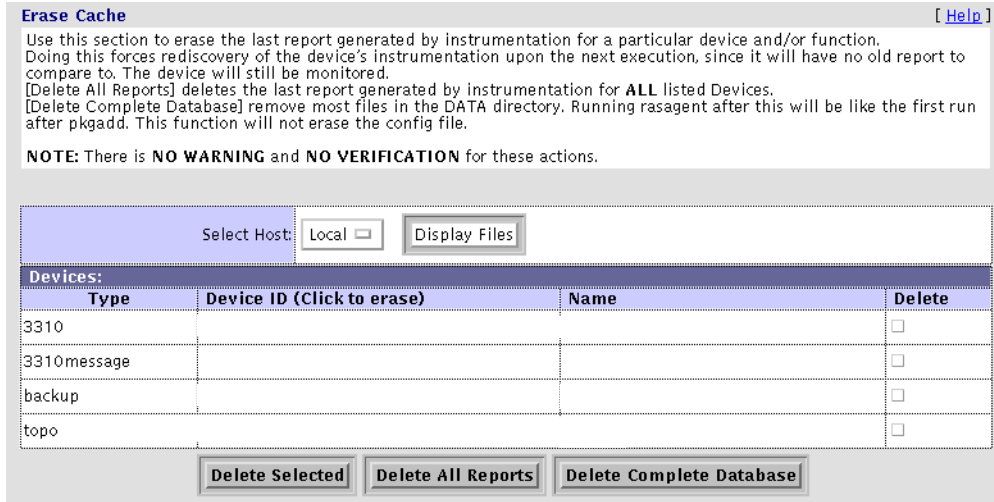 Erase Cache [ Help ]
Use this section to erase the last report generated by instrumentation for a particular device and/or function.
Doing this forces rediscovery of the device's instrumentation upon the next execution, since it will have no old report to
compare to. The device will still be monitored.
[Delete All Reports] deletes the last report generated by instrumentation for ALL listed Devices.
[Delete Complete Database] remove most files in the DATA directory. Running rasagent after this will be like the first run
after pkgadd. This function will not erase the config file.
NOTE: There is NO WARNING and NO VERIFICATION for these actions.
Select Host: Local Display Files
Devices:
Type Device ID (Click to erase) Name Delete
3310
3310message
backup
topo
Delete Selected Delete All Reports Delete Complete Database